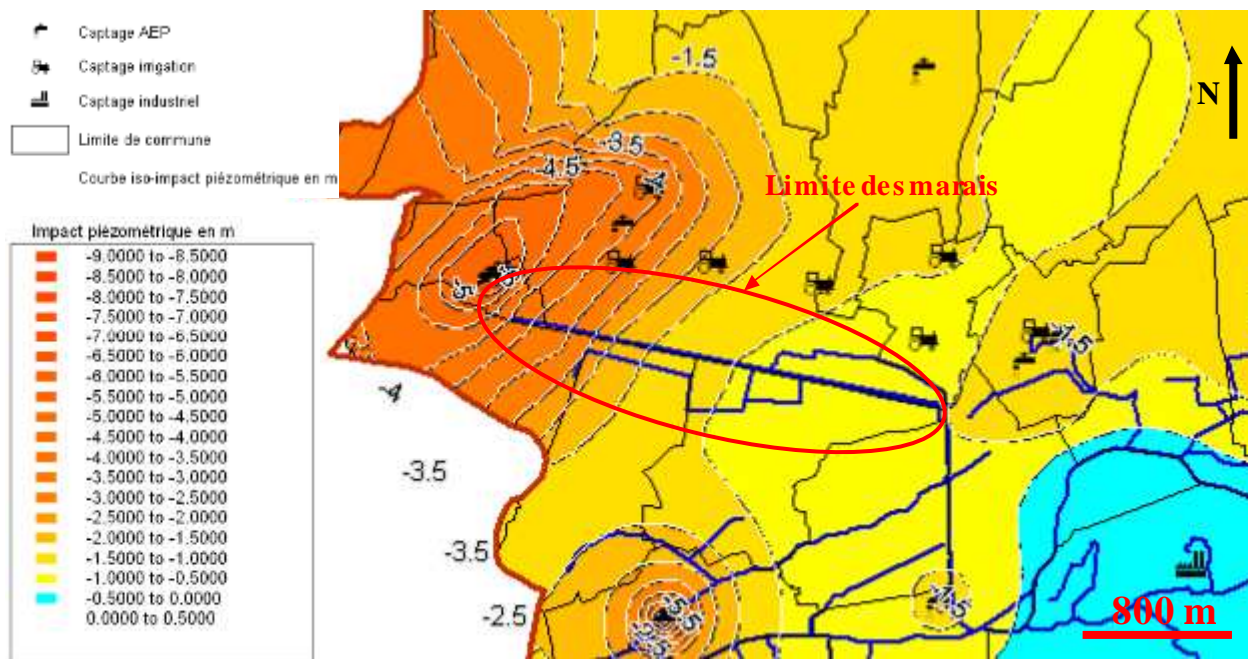 Captage AEP
Captage irrigation
Captage industriel
Limite de commune
Courbe iso-impact piézométrique en m
Impact piézométrique en m
-9.0000 to -8.5000
-8.5000 to -8.0000
-8.0000 to -7.5000
-7.5000 to -7.0000
-7.0000 to -6.5000
-6.5000 to -6.0000
-6.0000 to -5.5000
-5.5000 to -5.0000
-5.0000 to -4.5000
-4.5000 to -4.0000
-4.0000 to -3.5000
-3.5000 to -3.0000
-3.0000 to -2.5000
-2.5000 to -2.0000
-2.0000 to -1.5000
-1.5000 to -1.0000
-1.0000 to -0.5000
-0.5000 to 0.0000
0.0000 to 0.5000
-1.5
N
-3.5
-4.5
Limite des marais
-1.5
-4
-3.5
-3.5
-2.5
-1.5
800 m